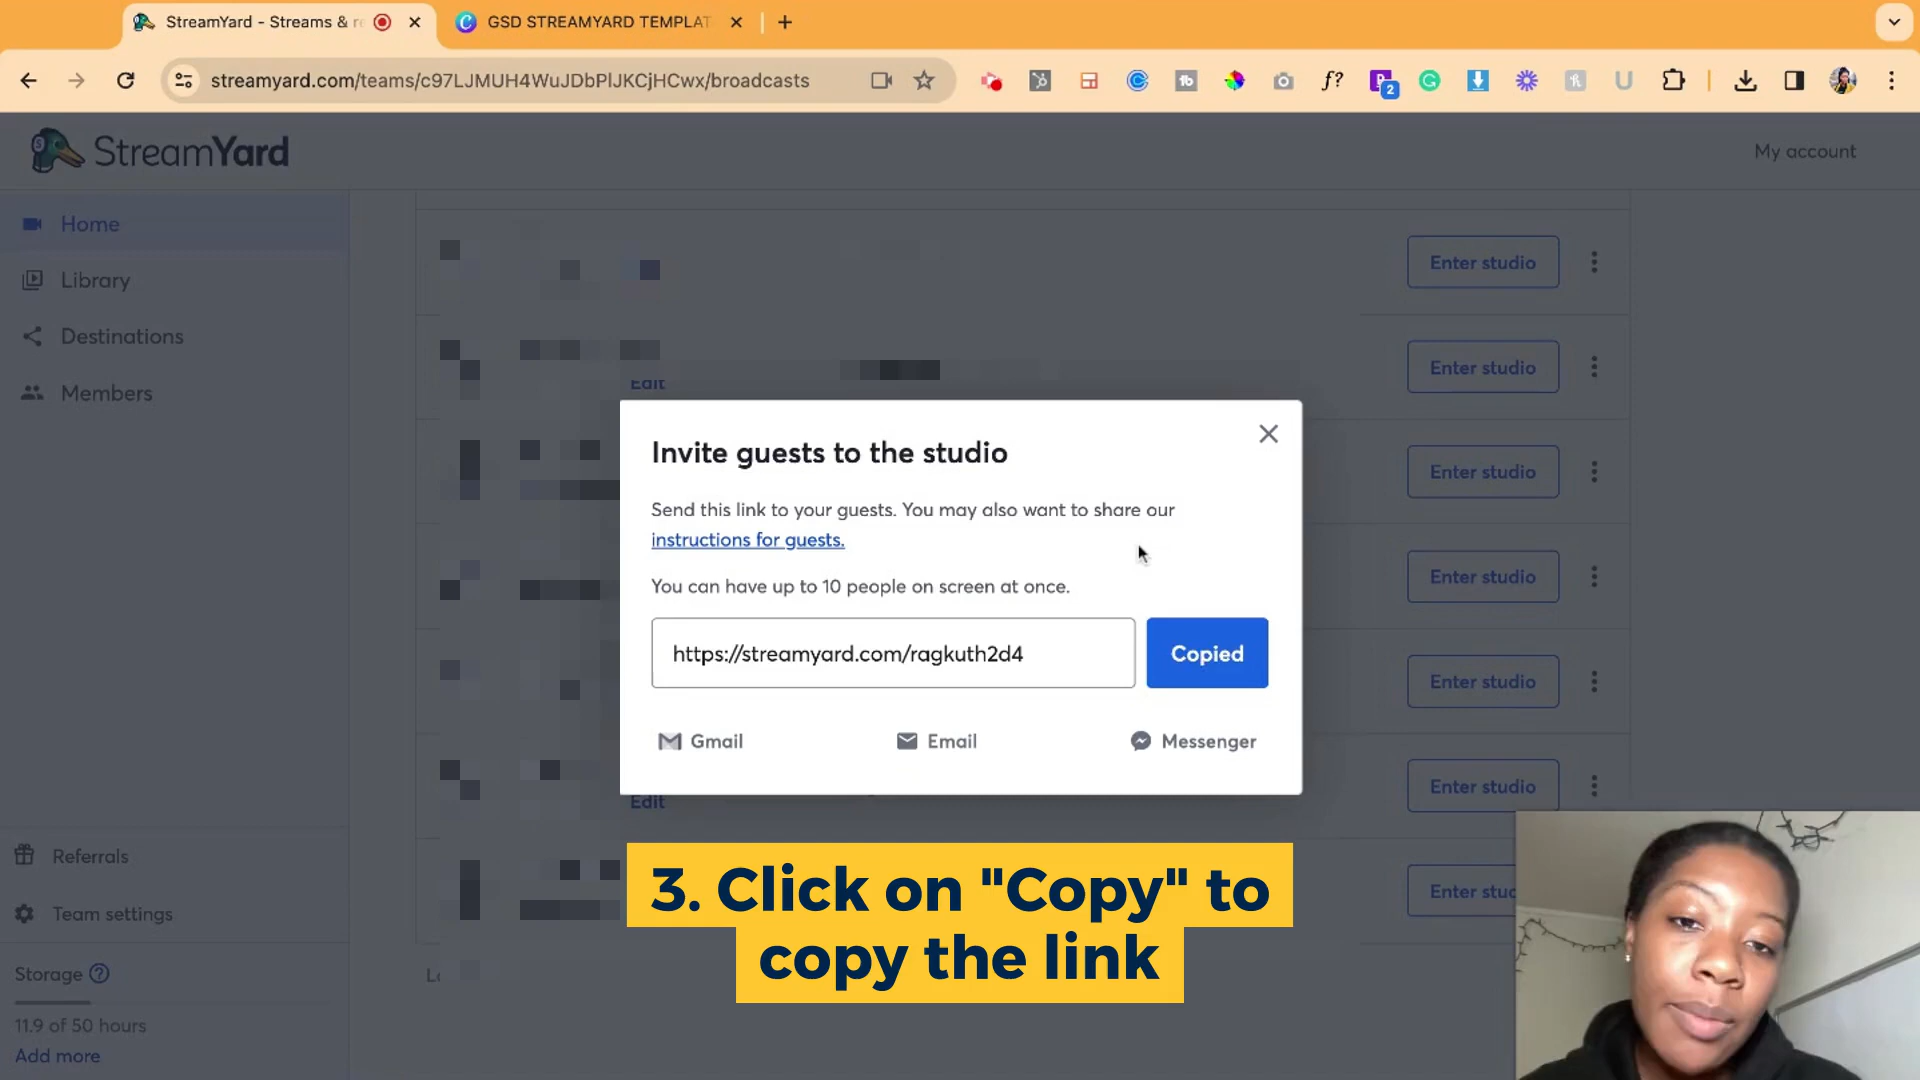 StreamYard - Streams & re
GSD STREAMYARD TEMPLAT
streamyard.com/teams/c97LJMUH4WuJDbPlJKCjHCwx/broadcasts
f?
2
StreamYard
My account
Home
Library
Destinations
Members
Enter studio
Enter studio
Edit
Enter studio
Enter studio
Enter studio
Enter studio
Edit
Enter stud
Invite guests to the studio
Send this link to your guests. You may also want to share our
instructions for guests.
You can have up to 10 people on screen at once.
https://streamyard.com/ragkuth2d4
Copied
Gmail
Email
Messenger
3. Click on "Copy" to
copy the link
Referrals
Team settings
Storage
11.9 of 50 hours
Add more